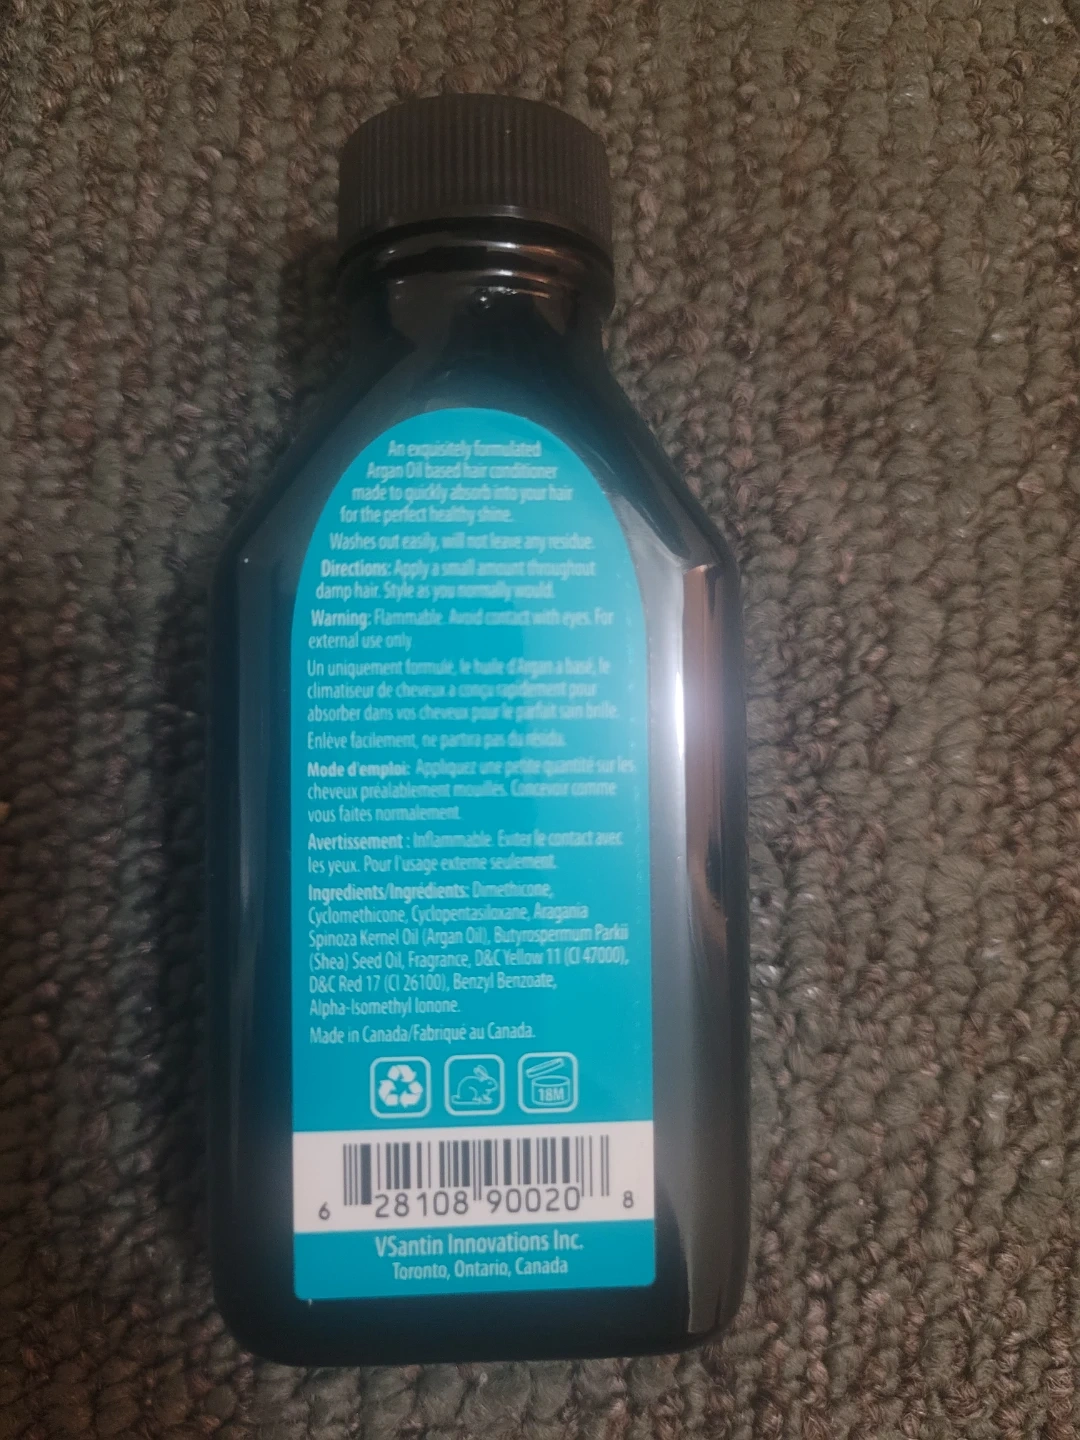 An exquisitely formulated
Argan Oil based hair conditioner
made to quickly absorb into your hair
for the perfect healthy shine.
Washes out easily, will not leave any residue.
Directions: Apply a small amount throughout
damp hair. Style as you normally would.
Warning: Flammable. Avoid contact with eyes. For
external use only
Un uniquement formulé, le huile d'Argan a basé, le
climatiseur de cheveux a conçu rapidement pour
absorber dans vos cheveux pour le parfait sain brille.
Enlève facilement, ne partira pas du résidu.
Mode d'emploi: Appliquez une petite quantité sur les
cheveux préalablement mouillés. Concevoir comme
vous faites normalement.
Avertissement : Inflammable. Eviter le contact avec
les yeux. Pour l'usage externe seulement.
Ingredients/Ingrédients: Dimethicone,
Cyclomethicone, Cyclopentasiloxane, Aragania
Spinoza Kernel Oil (Argan Oil), Butyrospermum Parkii
(Shea) Seed Oil, Fragrance, D&C Yellow 11 (CI 47000),
D&C Red 17 (CI 26100), Benzyl Benzoate,
Alpha-Isomethyl Ionone.
Made in Canada/Fabriqué au Canada.
18M
6 28108 90020 8
VSantin Innovations Inc.
Toronto, Ontario, Canada